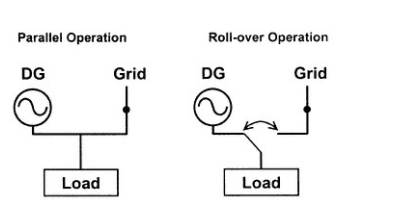 Parallel Operation
DG Grid
Load
Roll-over Operation
DG Grid
Load